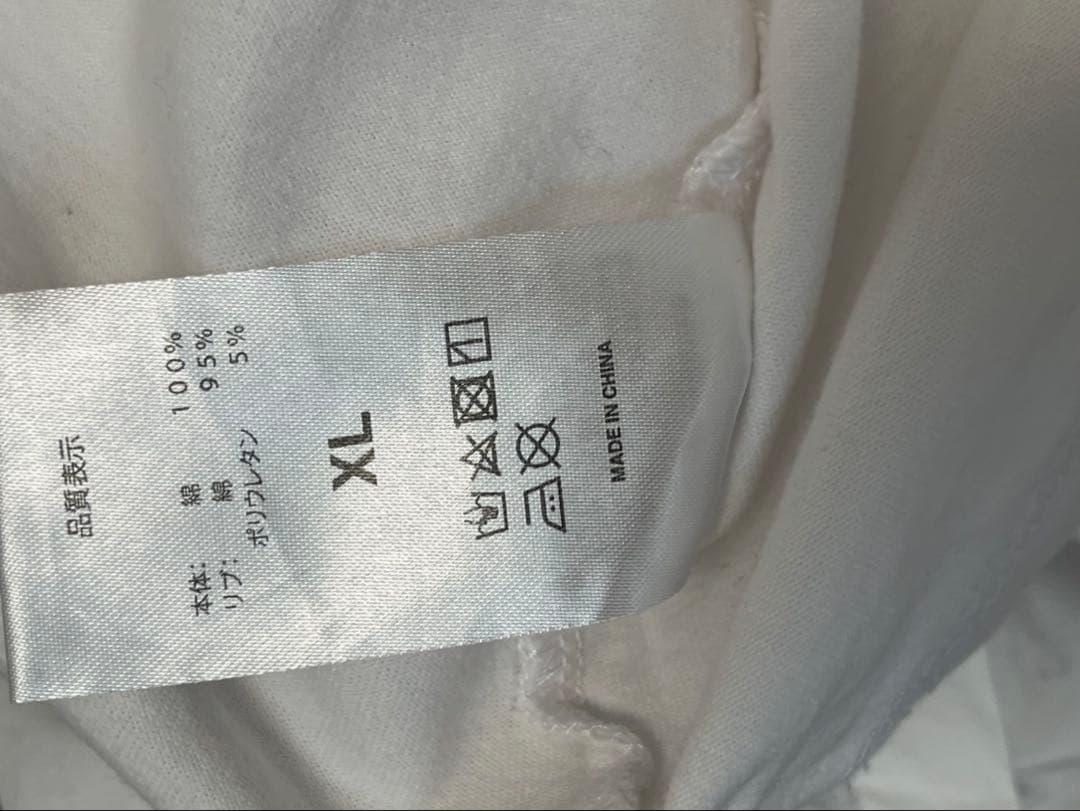 品質表示
本体: 綿 100%
リブ: 綿 95%
ポリウレタン 5%
XL
MADE IN CHINA